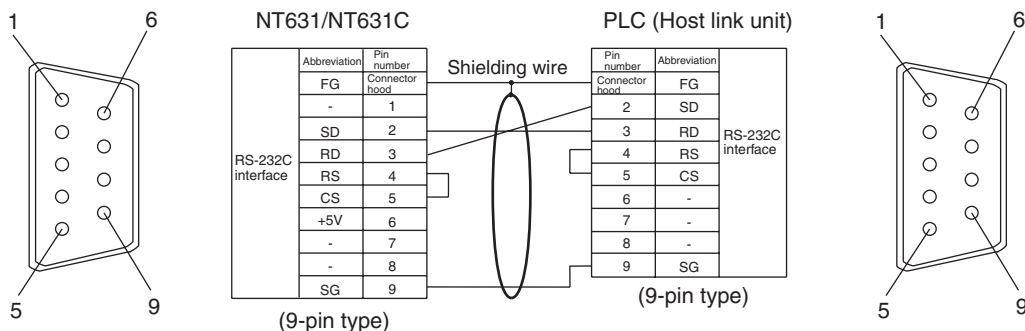 NT631/NT631C
PLC (Host link unit)
1
6
5
9
Abbreviation
Pin number
FG
Connector hood
-
1
SD
2
RD
3
RS
4
CS
5
+5V
6
-
7
-
8
SG
9
RS-232C interface
(9-pin type)
Shielding wire
Pin number
Abbreviation
Connector hood
FG
2
SD
3
RD
4
RS
5
CS
6
-
7
-
8
-
9
SG
RS-232C interface
(9-pin type)
1
6
5
9